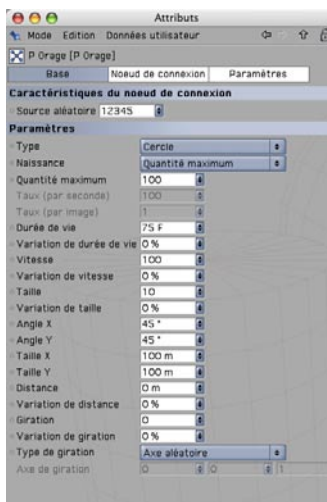 Attributs
Mode Edition Données utilisateur
P Orage [P Orage]
Base Noeud de connexion Paramètres
Caractéristiques du noeud de connexion
Source aléatoire 12345
Paramètres
Type Cercle
Naissance Quantité maximum
Quantité maximum 100
Taux (par seconde) 100
Taux (par image) 1
Durée de vie 75 F
Variation de durée de vie 0 %
Vitesse 100
Variation de vitesse 0 %
Taille 10
Variation de taille 0 %
Angle X 45 °
Angle Y 45 °
Taille X 100 m
Taille Y 100 m
Distance 0 m
Variation de distance 0 %
Giration 0
Variation de giration 0 %
Type de giration Axe aléatoire
Axe de giration 0 0 1